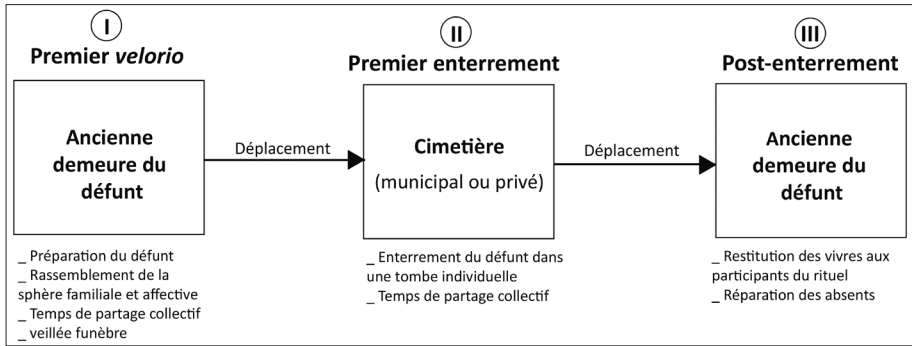 I
Premier velorio
Ancienne
demeure du
défunt
_ Préparation du défunt
_ Rassemblement de la
sphère familiale et affective
_ Temps de partage collectif
_ veillée funèbre
Déplacement
II
Premier enterrement
Cimetière
(municipal ou privé)
_ Enterrement du défunt dans
une tombe individuelle
_ Temps de partage collectif
Déplacement
III
Post-enterrement
Ancienne
demeure du
défunt
_ Restitution des vivres aux
participants du rituel
_ Réparation des absents